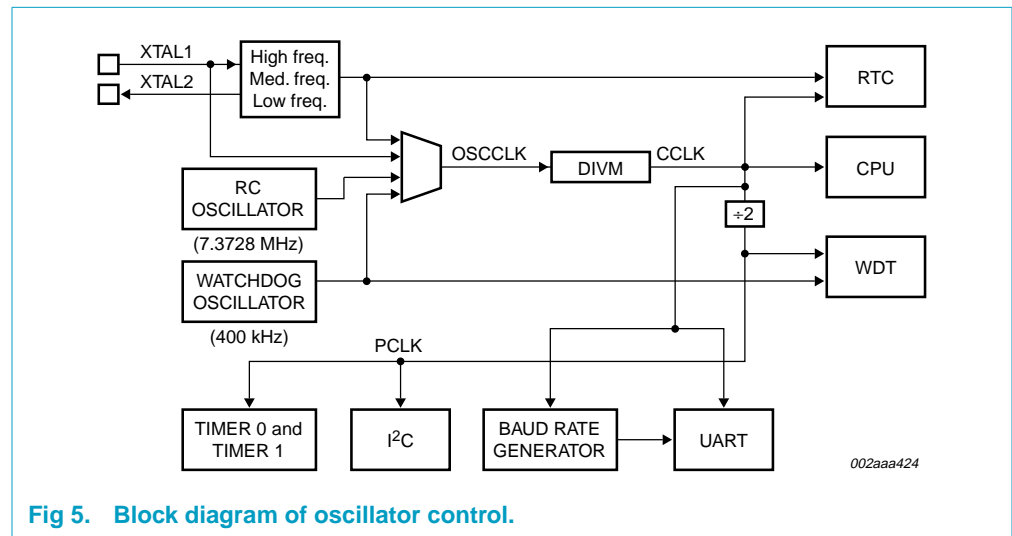 XTAL1
XTAL2
High freq.
Med. freq.
Low freq.
RTC
OSCCLK
DIVM
CCLK
CPU
RC
OSCILLATOR
(7.3728 MHz)
÷2
WDT
WATCHDOG
OSCILLATOR
(400 kHz)
PCLK
TIMER 0 and
TIMER 1
I²C
BAUD RATE
GENERATOR
UART
002aaa424
Fig 5. Block diagram of oscillator control.